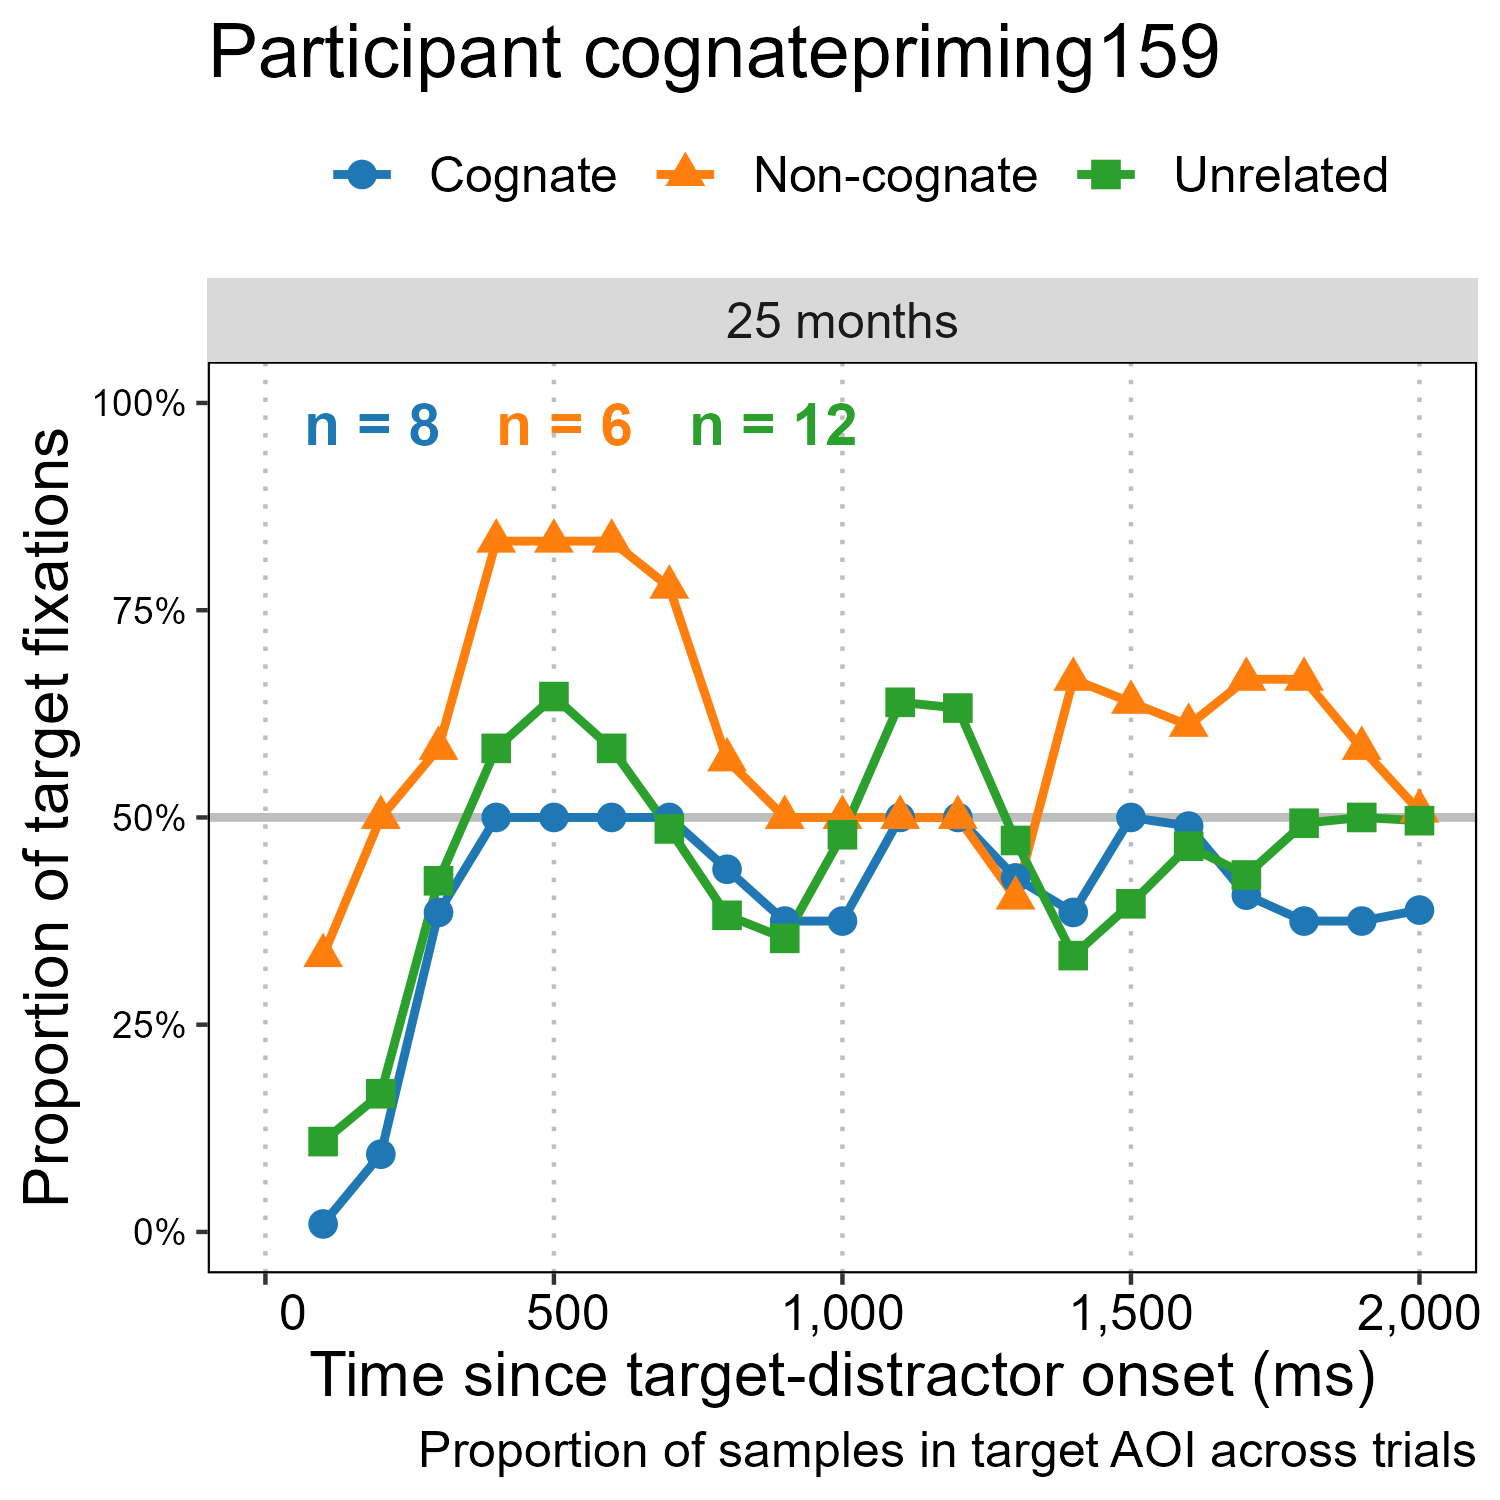 Participant cognatepriming159
Cognate Non-cognate Unrelated
25 months
n = 8 n = 6 n = 12
Proportion of target fixations
100%
75%
50%
25%
0%
0 500 1,000 1,500 2,000
Time since target-distractor onset (ms)
Proportion of samples in target AOI across trials